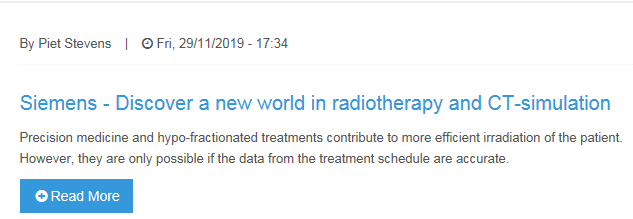 By Piet Stevens | Fri, 29/11/2019 - 17:34
Siemens - Discover a new world in radiotherapy and CT-simulation
Precision medicine and hypo-fractionated treatments contribute to more efficient irradiation of the patient.
However, they are only possible if the data from the treatment schedule are accurate.
Read More